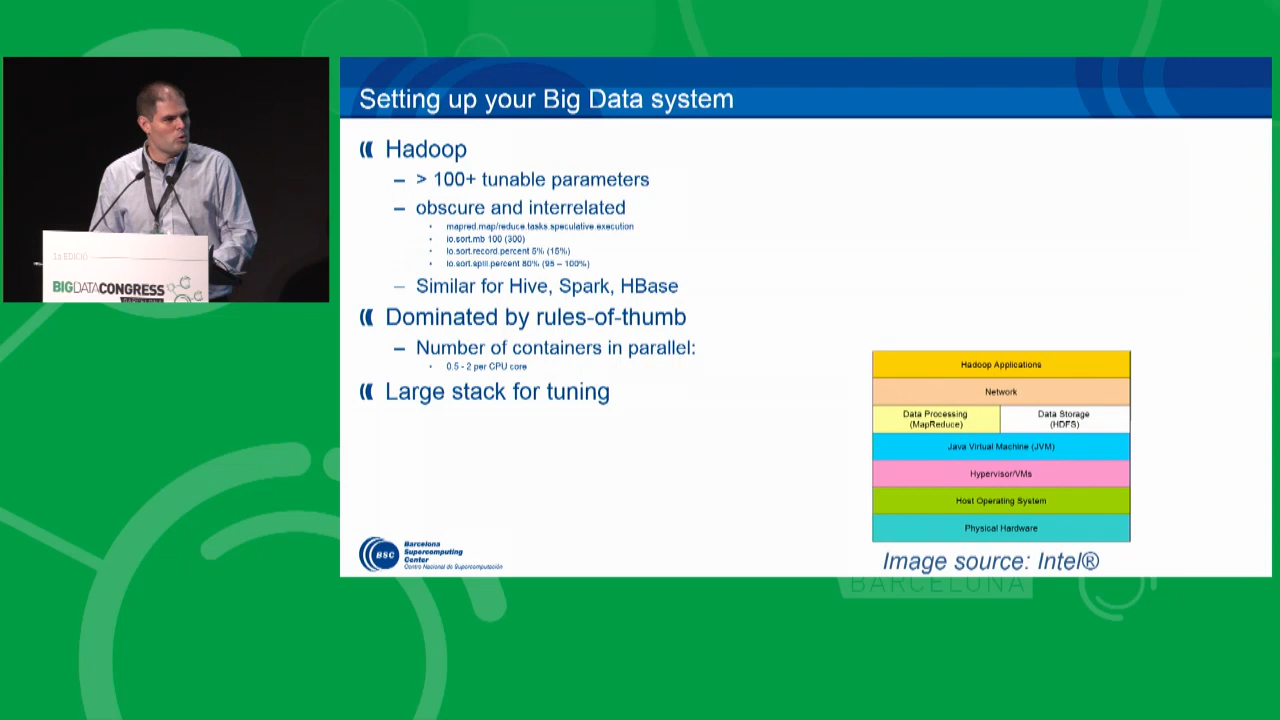 Setting up your Big Data system
Hadoop
– > 100+ tunable parameters
– obscure and interrelated
• mapred.map/reduce.tasks.speculative.execution
• io.sort.mb 100 (300)
• io.sort.record.percent 5% (15%)
• io.sort.spill.percent 80% (95 – 100%)
– Similar for Hive, Spark, HBase
Dominated by rules-of-thumb
– Number of containers in parallel:
• 0.5 - 2 per CPU core
Large stack for tuning
Hadoop Applications
Network
Data Processing
(MapReduce)
Data Storage
(HDFS)
Java Virtual Machine (JVM)
Hypervisor/VMs
Host Operating System
Physical Hardware
Image source: Intel®
BSC
Barcelona
Supercomputing
Center
Centro Nacional de Supercomputación
1a EDICIÓ
BIGDATACONGRESS
BARCELONA
BARCELONA